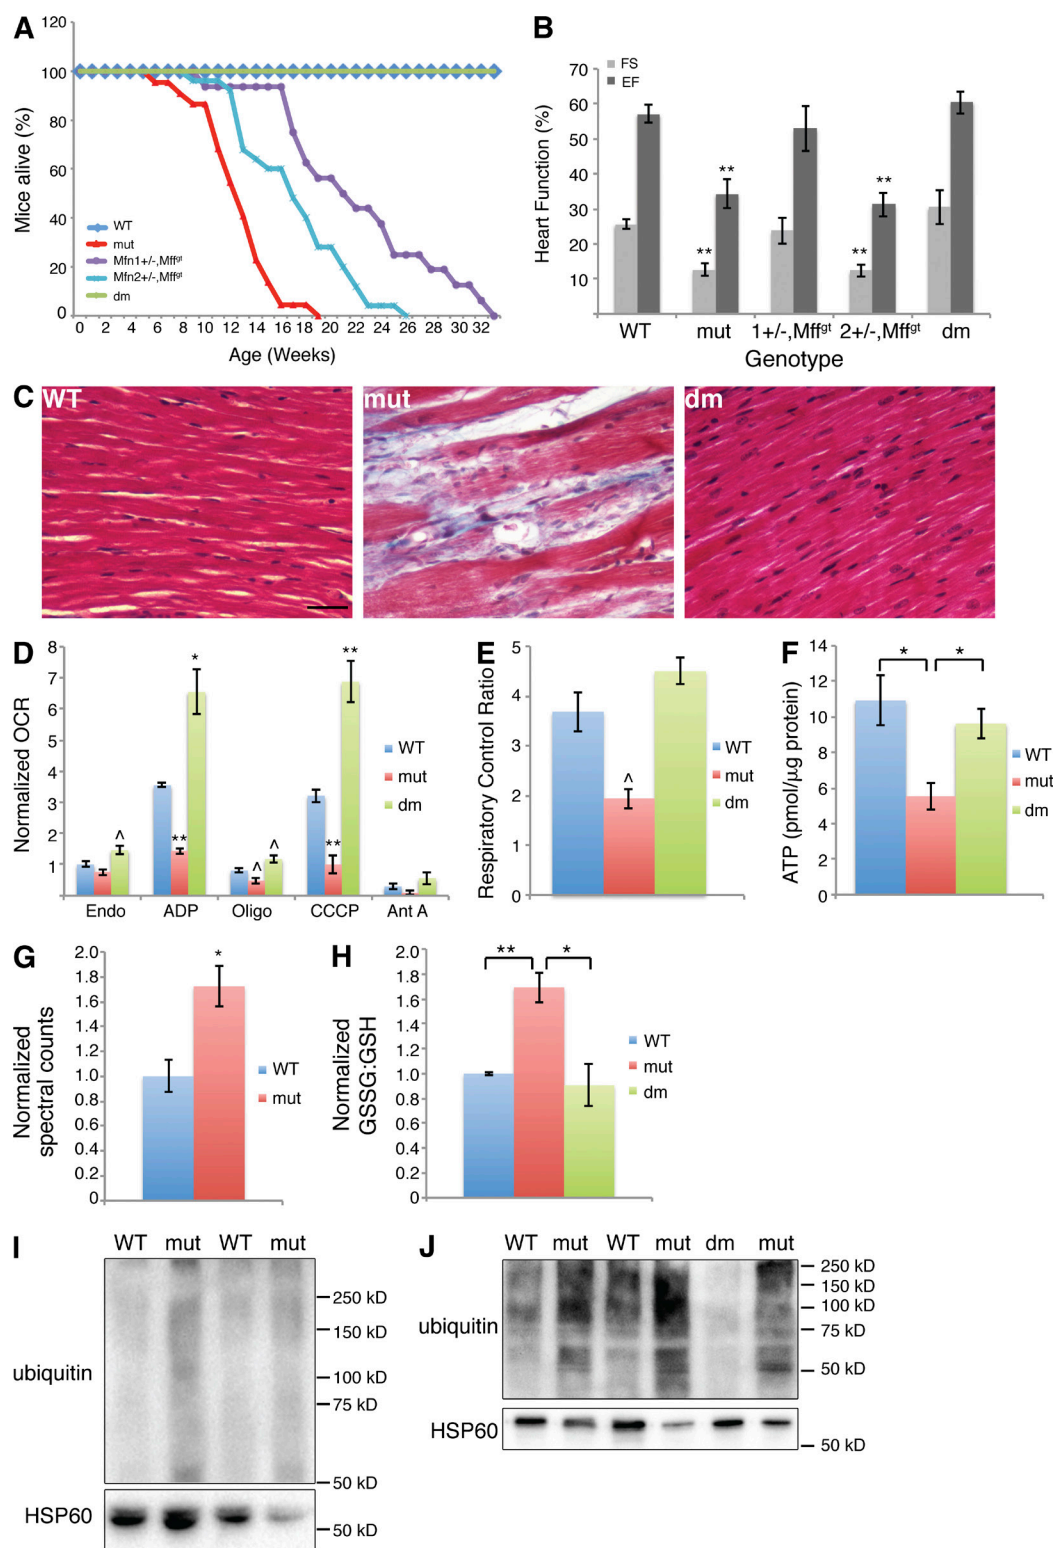 A
120
100
80
60
40
20
0
Mice alive (%)
WT
mut
Mfn1+/-,Mffgt
Mfn2+/-,Mffgt
dm
0 2 4 6 8 10 12 14 16 18 20 22 24 26 28 30 32
Age (Weeks)
B
FS
EF
70
60
50
40
30
20
10
Heart Function (%)
** ** ** **
WT mut 1+/-,Mffgt 2+/-,Mffgt dm
Genotype
C
WT mut dm
D
8
7
6
5
4
3
2
1
Normalized OCR
^ * ** ^ ^ ** **
WT
mut
dm
Endo ADP Oligo CCCP Ant A
E
5
4
3
2
1
0
Respiratory Control Ratio
^
WT
mut
dm
F
14
12
10
8
6
4
2
0
ATP (pmol/µg protein)
* *
WT
mut
dm
G
2.0
1.8
1.6
1.4
1.2
1.0
0.8
0.6
0.4
0.2
0
Normalized
spectral counts
*
WT
mut
H
2.0
1.8
1.6
1.4
1.2
1.0
0.8
0.6
0.4
0.2
0
Normalized
GSSG:GSH
** *
WT
mut
dm
I
WT mut WT mut
250 kD
150 kD
ubiquitin
100 kD
75 kD
50 kD
HSP60
50 kD
J
WT mut WT mut dm mut
250 kD
150 kD
100 kD
ubiquitin
75 kD
50 kD
HSP60
50 kD